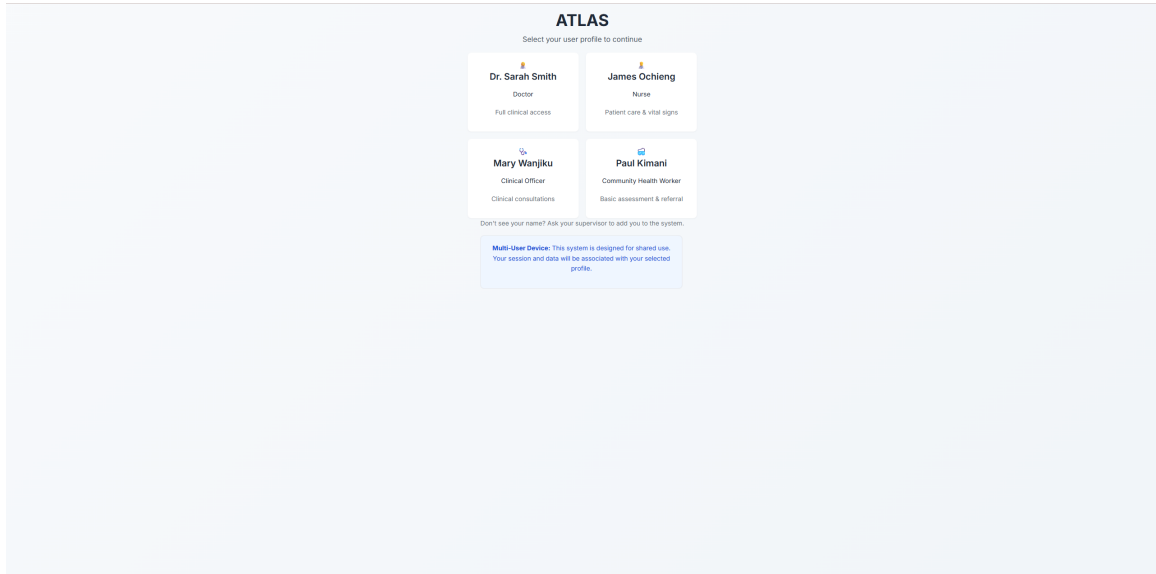 ATLAS
Select your user profile to continue
Dr. Sarah Smith
Doctor
Full clinical access
James Ochieng
Nurse
Patient care & vital signs
Mary Wanjiku
Clinical Officer
Clinical consultations
Paul Kimani
Community Health Worker
Basic assessment & referral
Don't see your name? Ask your supervisor to add you to the system.
Multi-User Device: This system is designed for shared use.
Your session and data will be associated with your selected
profile.